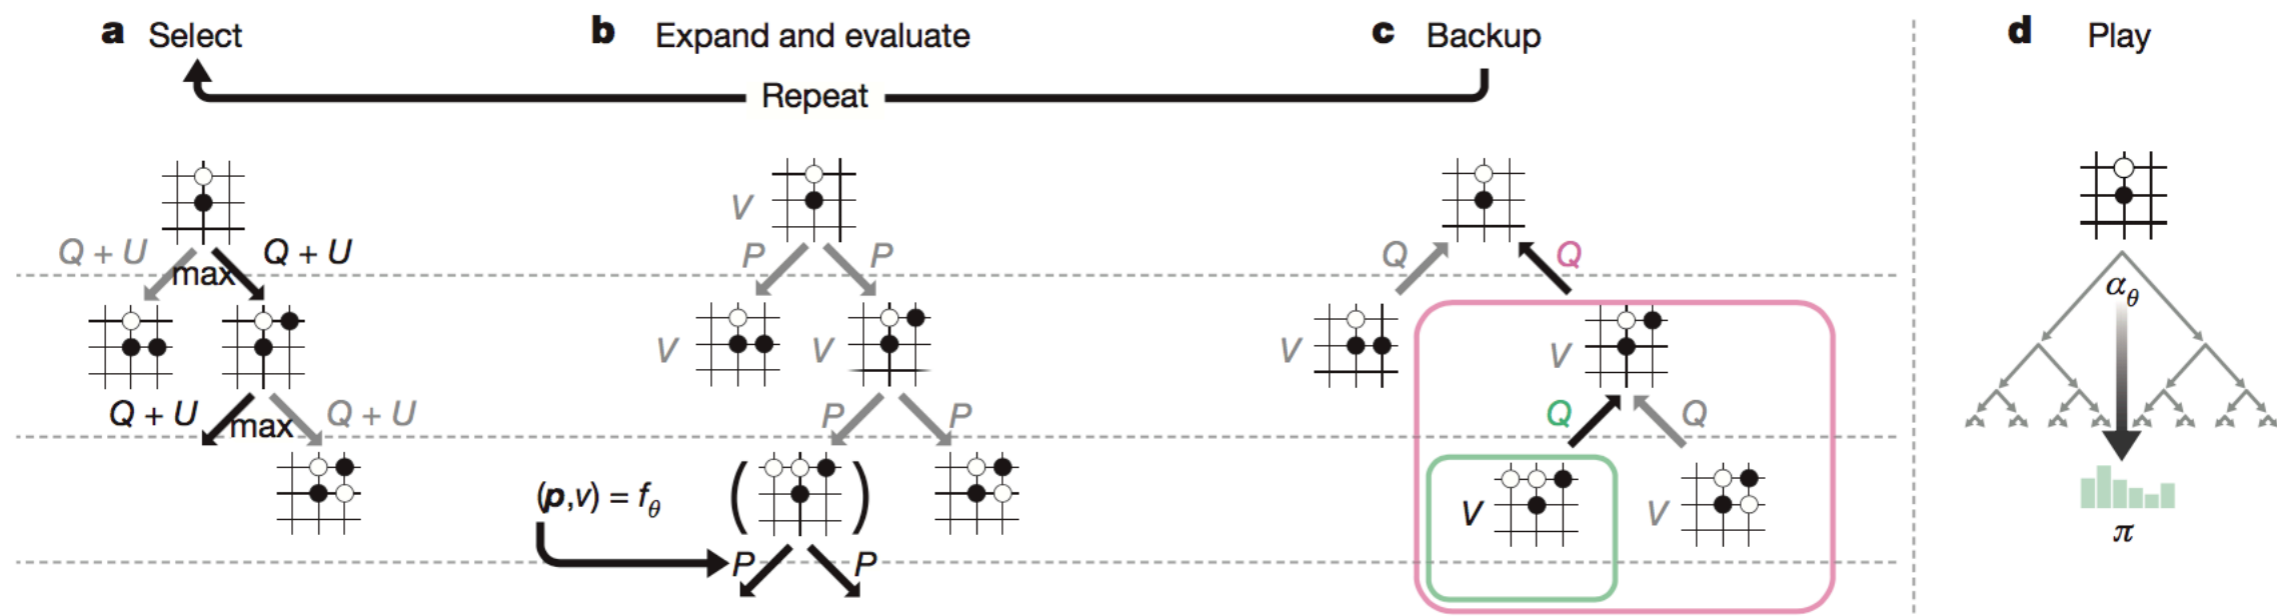 a Select
b Expand and evaluate
c Backup
d Play
Repeat
Q + U
max
Q + U
Q + U
max
Q + U
V
P
P
V
V
P
P
(p,v) = fθ
P
P
Q
Q
V
V
Q
Q
V
V
αθ
π